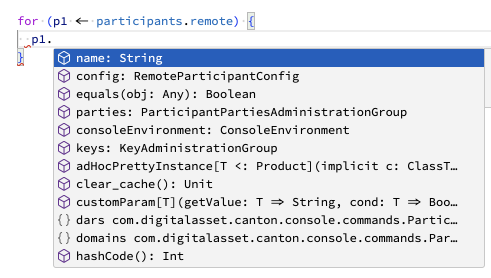 for (p1 ← participants.remote) {
p1.
}
name: String
config: RemoteParticipantConfig
equals(obj: Any): Boolean
parties: ParticipantPartiesAdministrationGroup
consoleEnvironment: ConsoleEnvironment
keys: KeyAdministrationGroup
adHocPrettyInstance[T <: Product](implicit c: ClassT…
clear_cache(): Unit
customParam[T](getValue: T ⇒ String, cond: T ⇒ Boo…
{} dars com.digitalasset.canton.console.commands.Partic…
{} domains com.digitalasset.canton.console.commands.Par…
hashCode(): Int